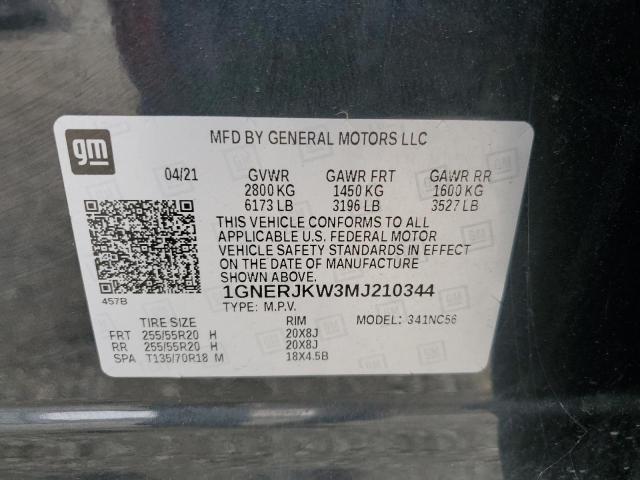 gm
MFD BY GENERAL MOTORS LLC
04/21 GVWR GAWR FRT GAWR RR
2800 KG 1450 KG 1600 KG
6173 LB 3196 LB 3527 LB
THIS VEHICLE CONFORMS TO ALL
APPLICABLE U.S. FEDERAL MOTOR
VEHICLE SAFETY STANDARDS IN EFFECT
ON THE DATE OF MANUFACTURE
SHOWN ABOVE.
457B
1GNERJKW3MJ210344
TYPE: M.P.V. MODEL: 341NC56
TIRE SIZE RIM
FRT 255/55R20 H 20X8J
RR 255/55R20 H 20X8J
SPA T135/70R18 M 18X4.5B